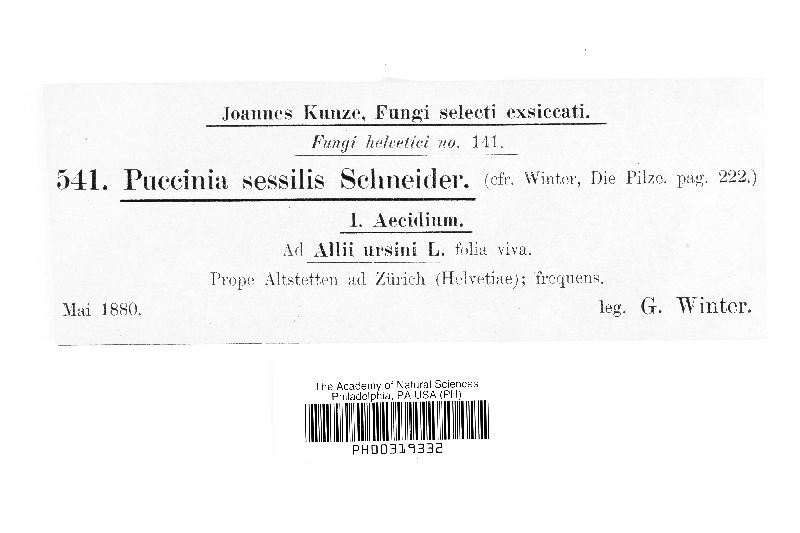 Joannes Kunze, Fungi selecti exsiccati.
Fungi helvetici no. 141.
541. Puccinia sessilis Schneider. (cfr. Winter, Die Pilze. pag. 222.)
I. Aecidium.
Ad Allii ursini L. folia viva.
Prope Altstetten ad Zürich (Helvetiae); frequens.
Mai 1880. leg. G. Winter.
The Academy of Natural Sciences
Philadelphia, PA USA (PH)
PH00319332